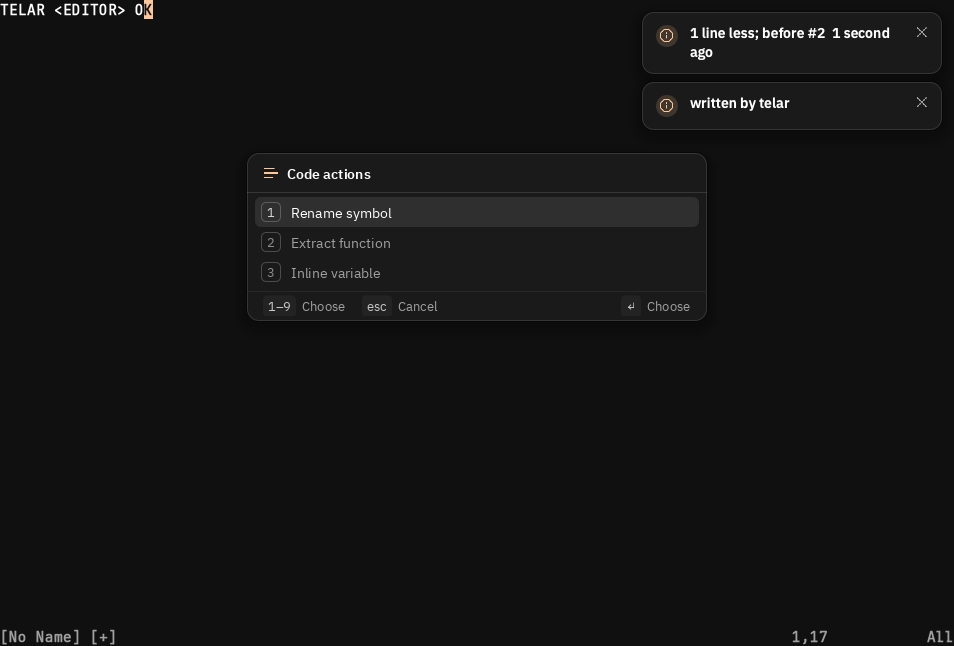 TELAR <EDITOR> OK
1 line less; before #2  1 second
ago
written by telar
Code actions
1 Rename symbol
2 Extract function
3 Inline variable
1–9 Choose esc Cancel ↵ Choose
[No Name] [+] 1,17 All